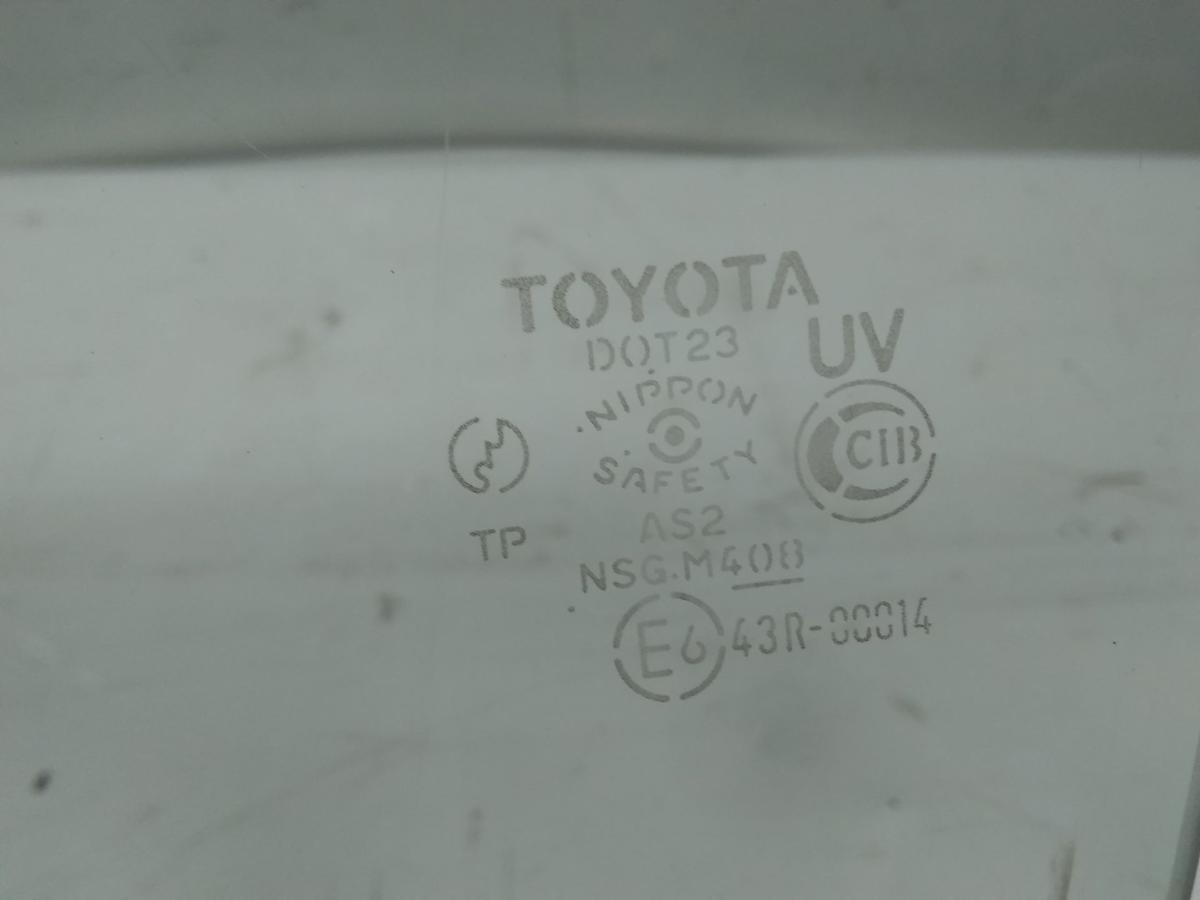 TOYOTA
UV
DOT23
NIPPON
SAFETY
CIB
TP
AS2
NSG.M408
E6 43R-00014